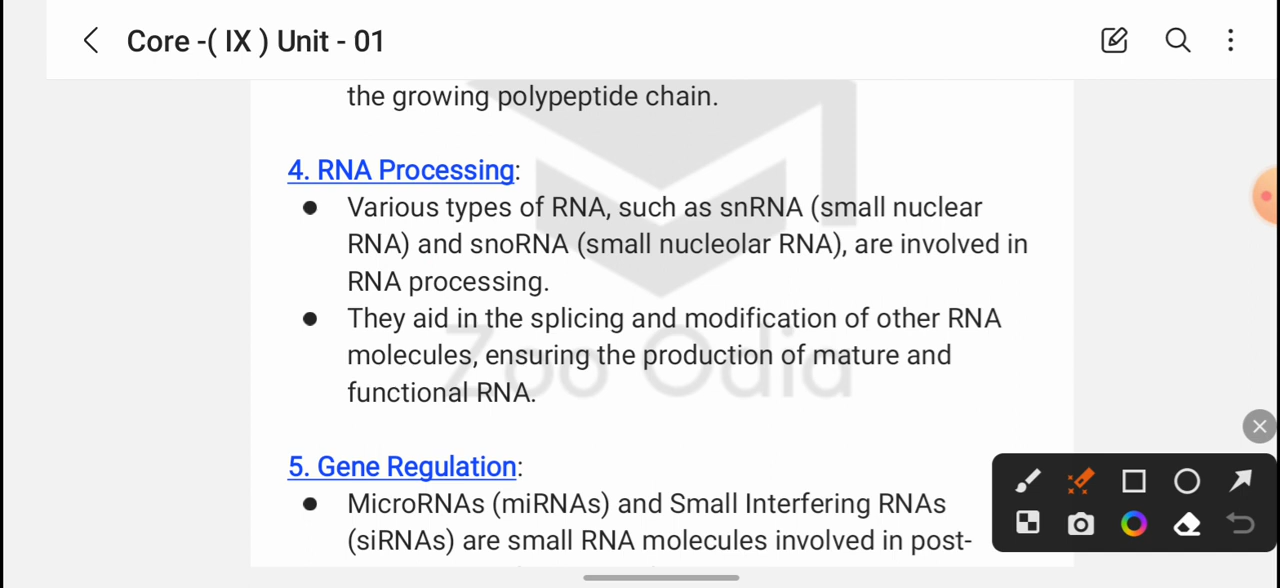 Core -( IX ) Unit - 01
the growing polypeptide chain.
4. RNA Processing:
● Various types of RNA, such as snRNA (small nuclear
RNA) and snoRNA (small nucleolar RNA), are involved in
RNA processing.
● They aid in the splicing and modification of other RNA
molecules, ensuring the production of mature and
functional RNA.
Zoo Odia
5. Gene Regulation:
● MicroRNAs (miRNAs) and Small Interfering RNAs
(siRNAs) are small RNA molecules involved in post-